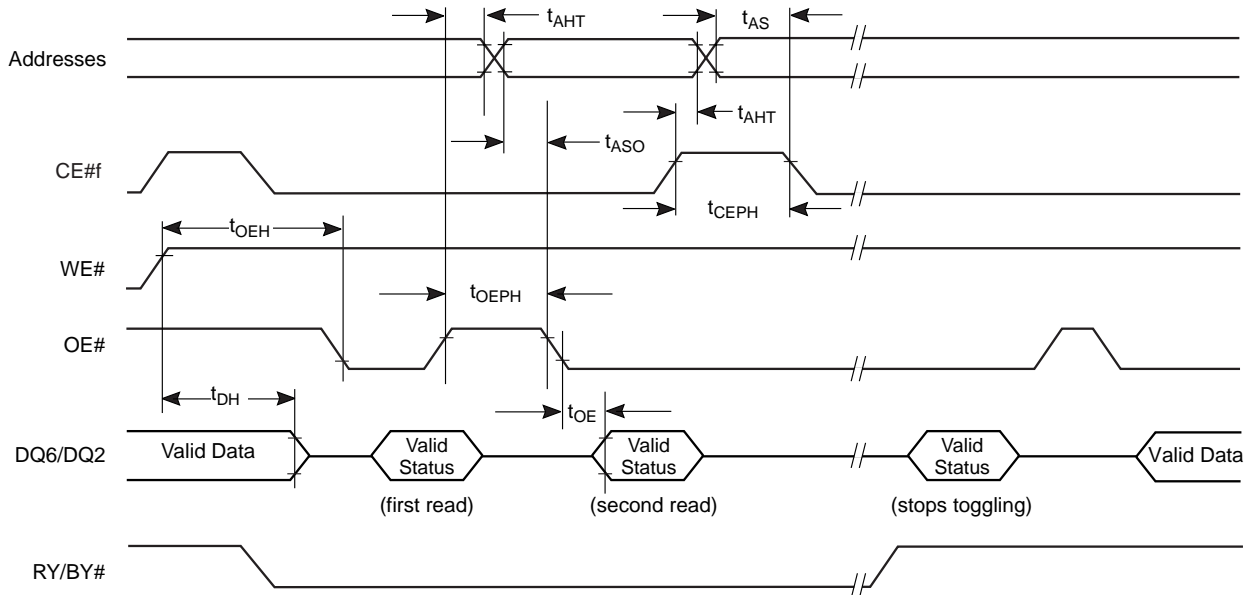 tAHT
tAS
Addresses
tAHT
tASO
CE#f
tCEPH
tOEH
WE#
tOEPH
OE#
tDH
tOE
DQ6/DQ2
Valid Data
Valid
Status
Valid
Status
Valid
Status
Valid Data
(first read)
(second read)
(stops toggling)
RY/BY#